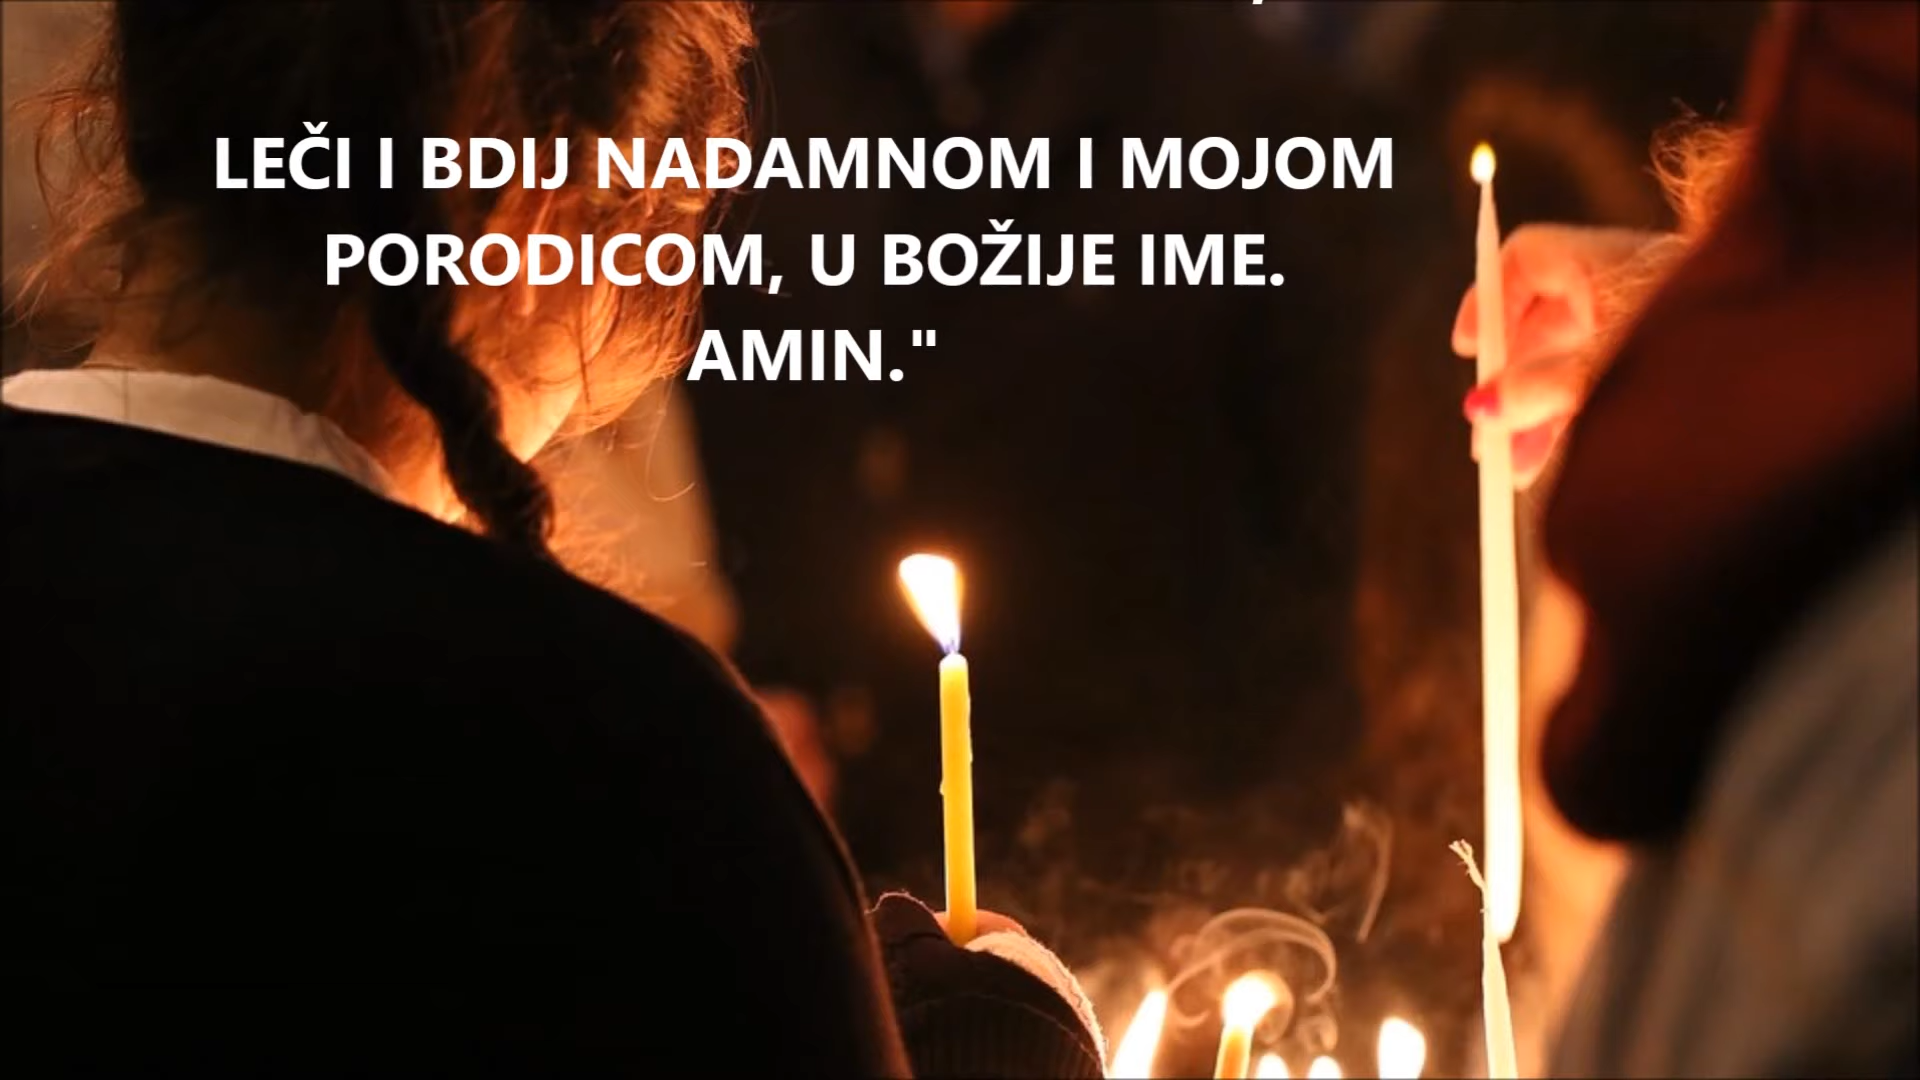 LEČI I BDIJ NADAMNOM I MOJOM
PORODICOM, U BOŽIJE IME.
AMIN."